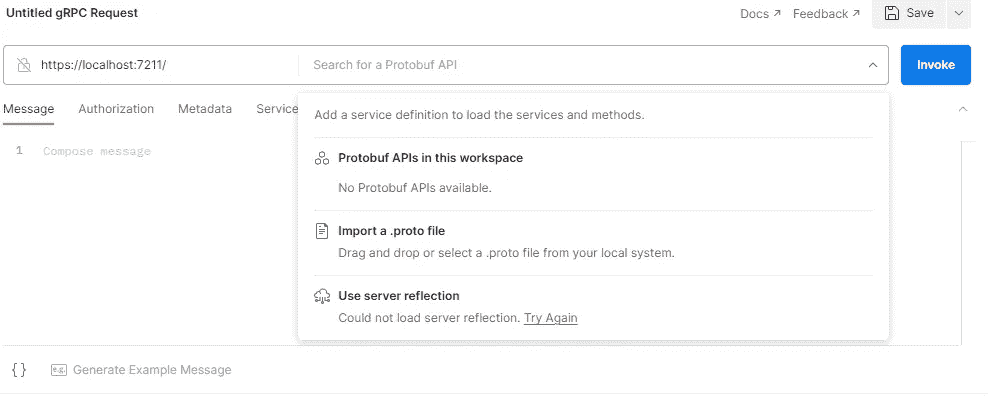 Untitled gRPC Request
Docs ↗ Feedback ↗ Save
https://localhost:7211/ Search for a Protobuf API Invoke
Message Authorization Metadata Service
Add a service definition to load the services and methods.
1 Compose message
Protobuf APIs in this workspace
No Protobuf APIs available.
Import a .proto file
Drag and drop or select a .proto file from your local system.
Use server reflection
Could not load server reflection. Try Again
{} e.g. Generate Example Message